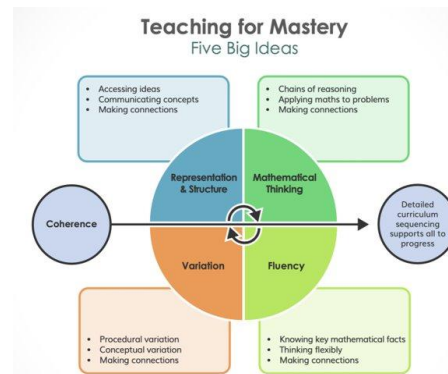 Teaching for Mastery
Five Big Ideas
• Accessing ideas
• Communicating concepts
• Making connections
• Chains of reasoning
• Applying maths to problems
• Making connections
Representation
& Structure
Mathematical
Thinking
Coherence
Detailed
curriculum
sequencing
supports all to
progress
Variation
Fluency
• Procedural variation
• Conceptual variation
• Making connections
• Knowing key mathematical facts
• Thinking flexibly
• Making connections